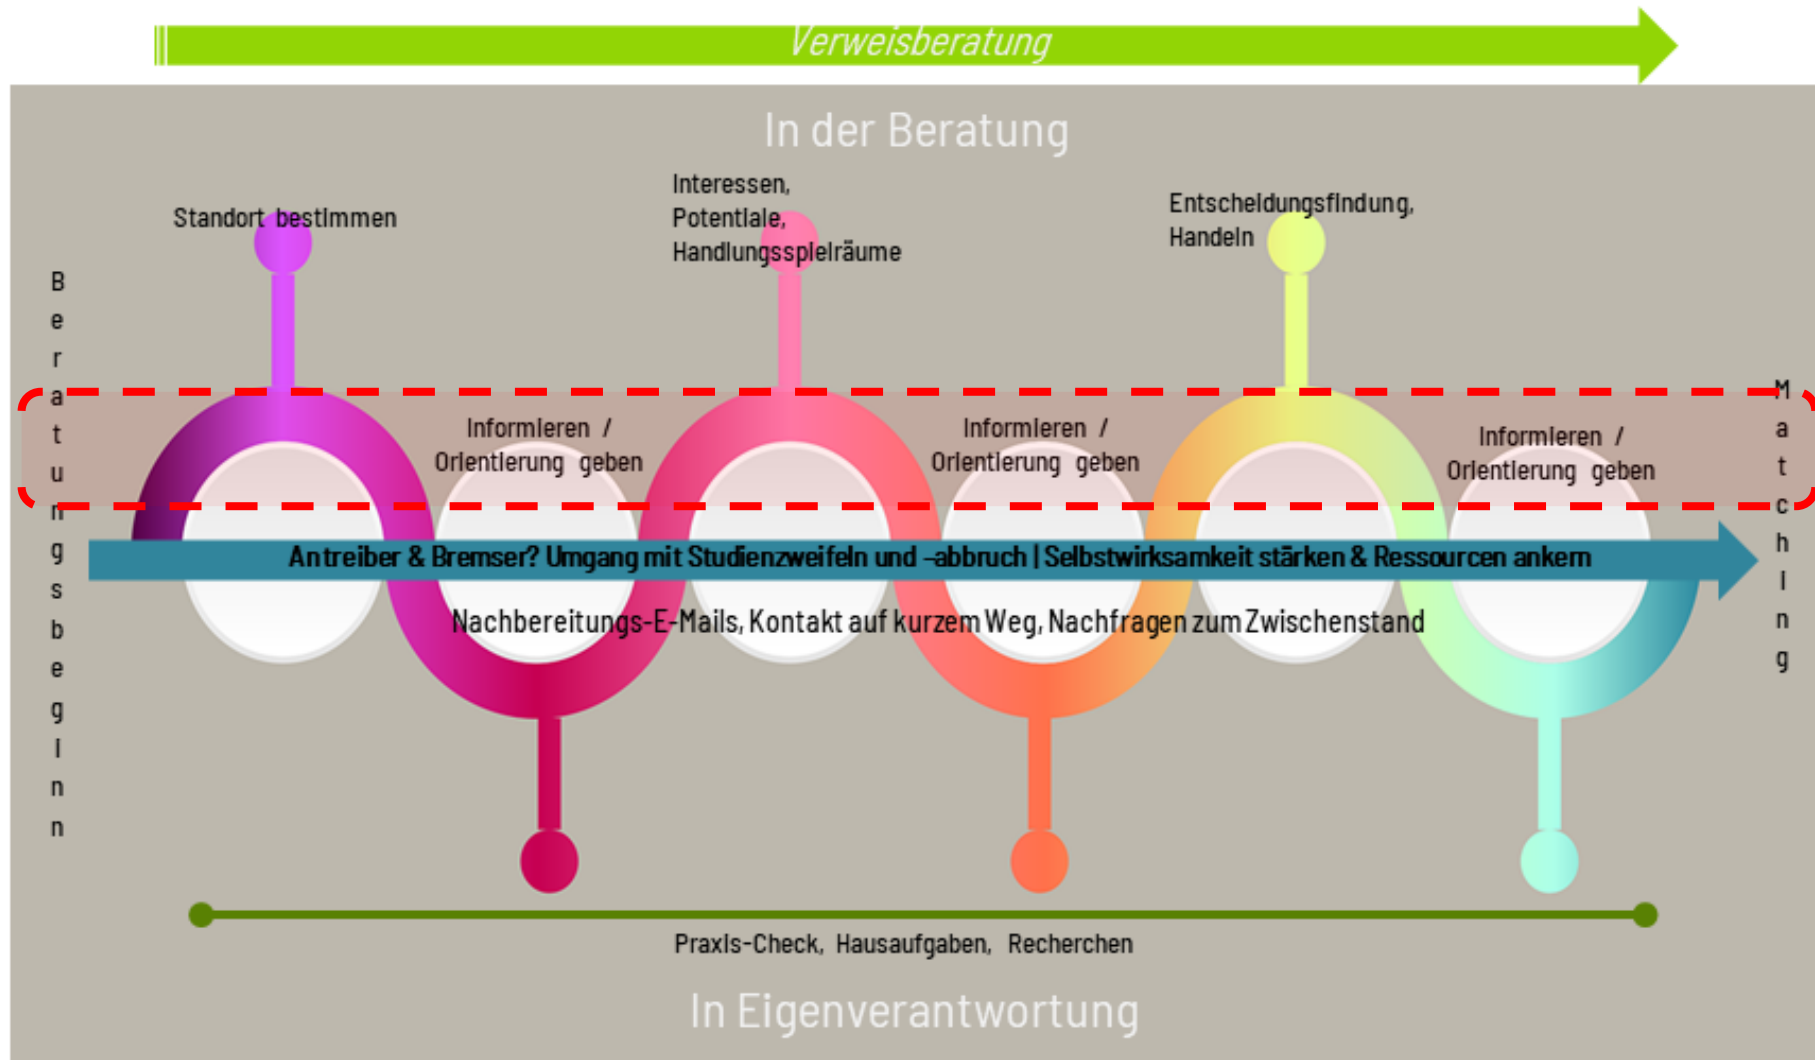 Verweisberatung
In der Beratung
Standort bestimmen
Interessen,
Potentiale,
Handlungsspielräume
Entscheidungsfindung,
Handeln
Beratungsbeginn
Informieren /
Orientierung geben
Informieren /
Orientierung geben
Informieren /
Orientierung geben
Matching
Antreiber & Bremser? Umgang mit Studienzweifeln und –abbruch | Selbstwirksamkeit stärken & Ressourcen ankern
Nachbereitungs-E-Mails, Kontakt auf kurzem Weg, Nachfragen zum Zwischenstand
Praxis-Check, Hausaufgaben, Recherchen
In Eigenverantwortung